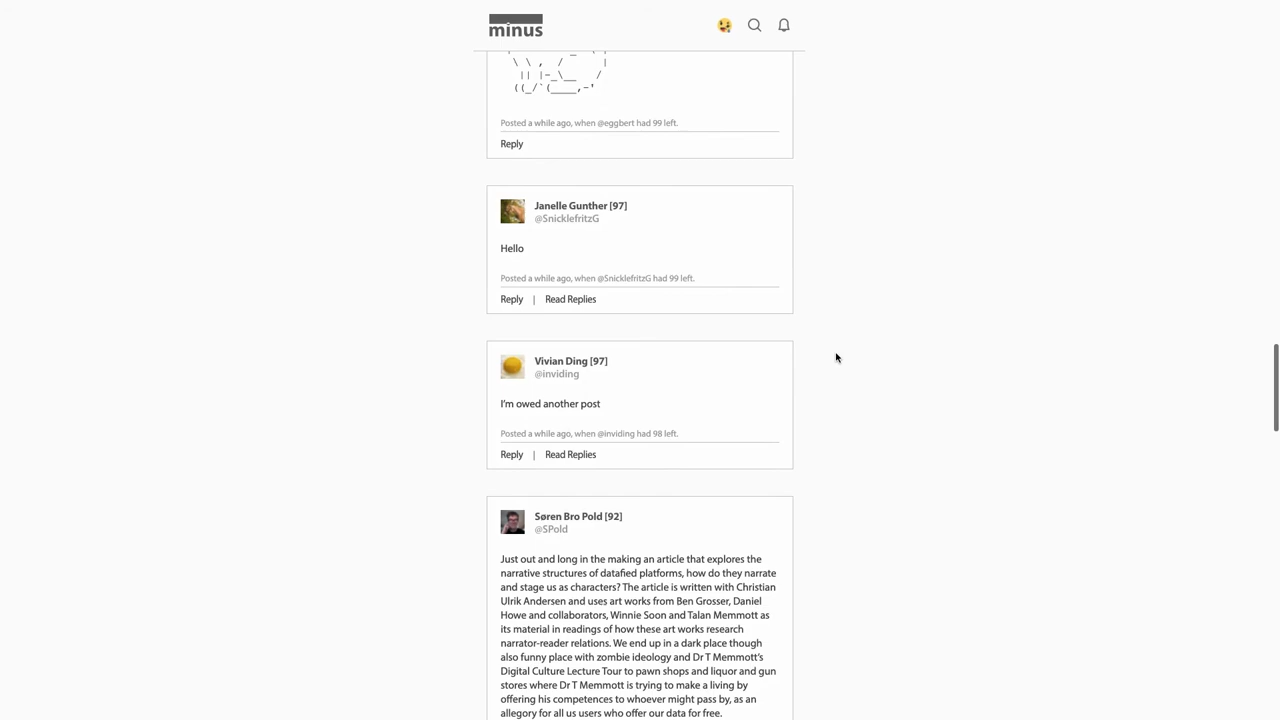 minus
\ \ , / |
|| |-_\__ /
((_/`(____,-'
Posted a while ago, when @eggbert had 99 left.
Reply
Janelle Gunther [97]
@SnicklefritzG
Hello
Posted a while ago, when @SnicklefritzG had 99 left.
Reply | Read Replies
Vivian Ding [97]
@inviding
I'm owed another post
Posted a while ago, when @inviding had 98 left.
Reply | Read Replies
Søren Bro Pold [92]
@SPold
Just out and long in the making an article that explores the
narrative structures of datafied platforms, how do they narrate
and stage us as characters? The article is written with Christian
Ulrik Andersen and uses art works from Ben Grosser, Daniel
Howe and collaborators, Winnie Soon and Talan Memmott as
its material in readings of how these art works research
narrator-reader relations. We end up in a dark place though
also funny place with zombie ideology and Dr T Memmott's
Digital Culture Lecture Tour to pawn shops and liquor and gun
stores where Dr T Memmott is trying to make a living by
offering his competences to whoever might pass by, as an
allegory for all us users who offer our data for free.